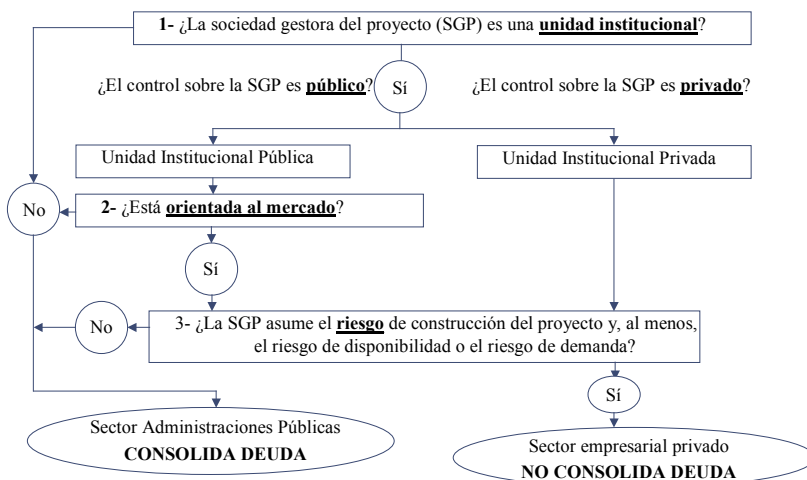 1- ¿La sociedad gestora del proyecto (SGP) es una unidad institucional?
¿El control sobre la SGP es público?
Sí
¿El control sobre la SGP es privado?
Unidad Institucional Pública
Unidad Institucional Privada
No
2- ¿Está orientada al mercado?
Sí
No
3- ¿La SGP asume el riesgo de construcción del proyecto y, al menos,
el riesgo de disponibilidad o el riesgo de demanda?
Sí
Sector Administraciones Públicas
CONSOLIDA DEUDA
Sector empresarial privado
NO CONSOLIDA DEUDA